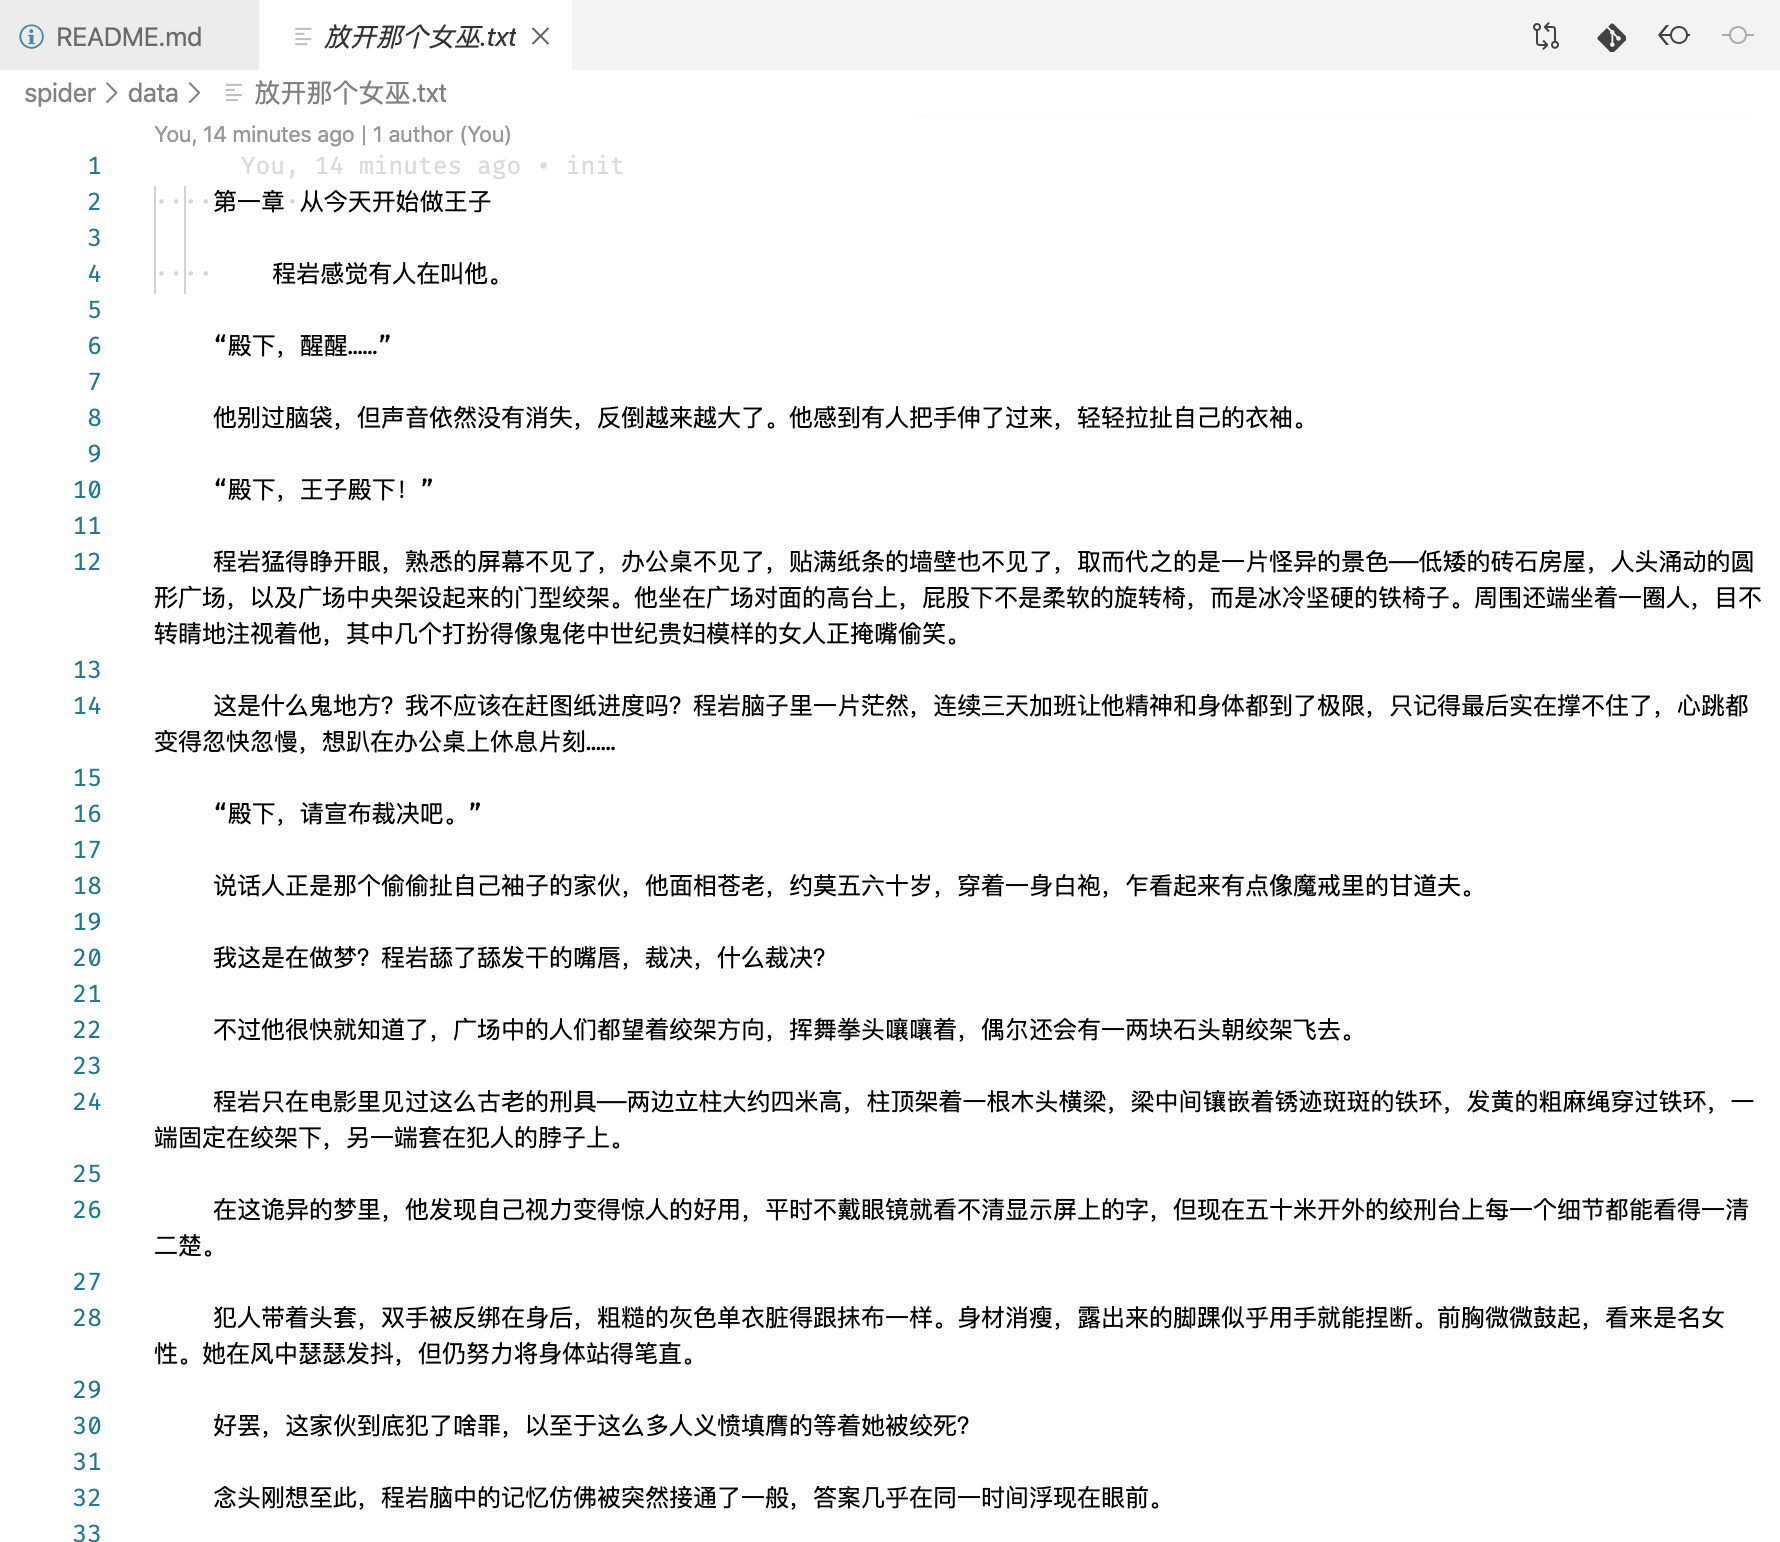 README.md
放开那个女巫.txt
spider > data > 放开那个女巫.txt
You, 14 minutes ago | 1 author (You)
1 You, 14 minutes ago • init
2 第一章 从今天开始做王子
3
4 程岩感觉有人在叫他。
5
6 “殿下，醒醒……”
7
8 他别过脑袋，但声音依然没有消失，反倒越来越大了。他感到有人把手伸了过来，轻轻拉扯自己的衣袖。
9
10 “殿下，王子殿下！”
11
12 程岩猛得睁开眼，熟悉的屏幕不见了，办公桌不见了，贴满纸条的墙壁也不见了，取而代之的是一片怪异的景色——低矮的砖石房屋，人头涌动的圆
形广场，以及广场中央架设起来的门型绞架。他坐在广场对面的高台上，屁股下不是柔软的旋转椅，而是冰冷坚硬的铁椅子。周围还端坐着一圈人，目不
转睛地注视着他，其中几个打扮得像鬼佬中世纪贵妇模样的女人正掩嘴偷笑。
13
14 这是什么鬼地方？我不应该在赶图纸进度吗？程岩脑子里一片茫然，连续三天加班让他精神和身体都到了极限，只记得最后实在撑不住了，心跳都
变得忽快忽慢，想趴在办公桌上休息片刻……
15
16 “殿下，请宣布裁决吧。”
17
18 说话人正是那个偷偷扯自己袖子的家伙，他面相苍老，约莫五六十岁，穿着一身白袍，乍看起来有点像魔戒里的甘道夫。
19
20 我这是在做梦？程岩舔了舔发干的嘴唇，裁决，什么裁决？
21
22 不过他很快就知道了，广场中的人们都望着绞架方向，挥舞拳头嚷嚷着，偶尔还会有一两块石头朝绞架飞去。
23
24 程岩只在电影里见过这么古老的刑具——两边立柱大约四米高，柱顶架着一根木头横梁，梁中间镶嵌着锈迹斑斑的铁环，发黄的粗麻绳穿过铁环，一
端固定在绞架下，另一端套在犯人的脖子上。
25
26 在这诡异的梦里，他发现自己视力变得惊人的好用，平时不戴眼镜就看不清显示屏上的字，但现在五十米开外的绞刑台上每一个细节都能看得一清
二楚。
27
28 犯人带着头套，双手被反绑在身后，粗糙的灰色单衣脏得跟抹布一样。身材消瘦，露出来的脚踝似乎用手就能捏断。前胸微微鼓起，看来是名女
性。她在风中瑟瑟发抖，但仍努力将身体站得笔直。
29
30 好罢，这家伙到底犯了啥罪，以至于这么多人义愤填膺的等着她被绞死？
31
32 念头刚想至此，程岩脑中的记忆仿佛被突然接通了一般，答案几乎在同一时间浮现在眼前。
33